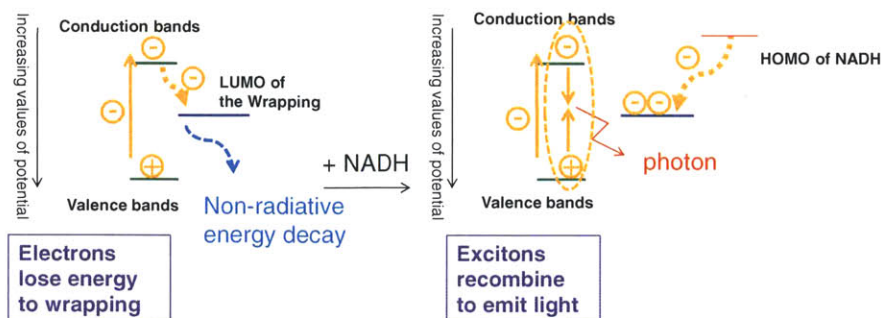 Increasing values of potential
Conduction bands
LUMO of
the Wrapping
Valence bands
Non-radiative
energy decay
Electrons
lose energy
to wrapping
+ NADH
Increasing values of potential
Conduction bands
HOMO of NADH
photon
Valence bands
Excitons
recombine
to emit light